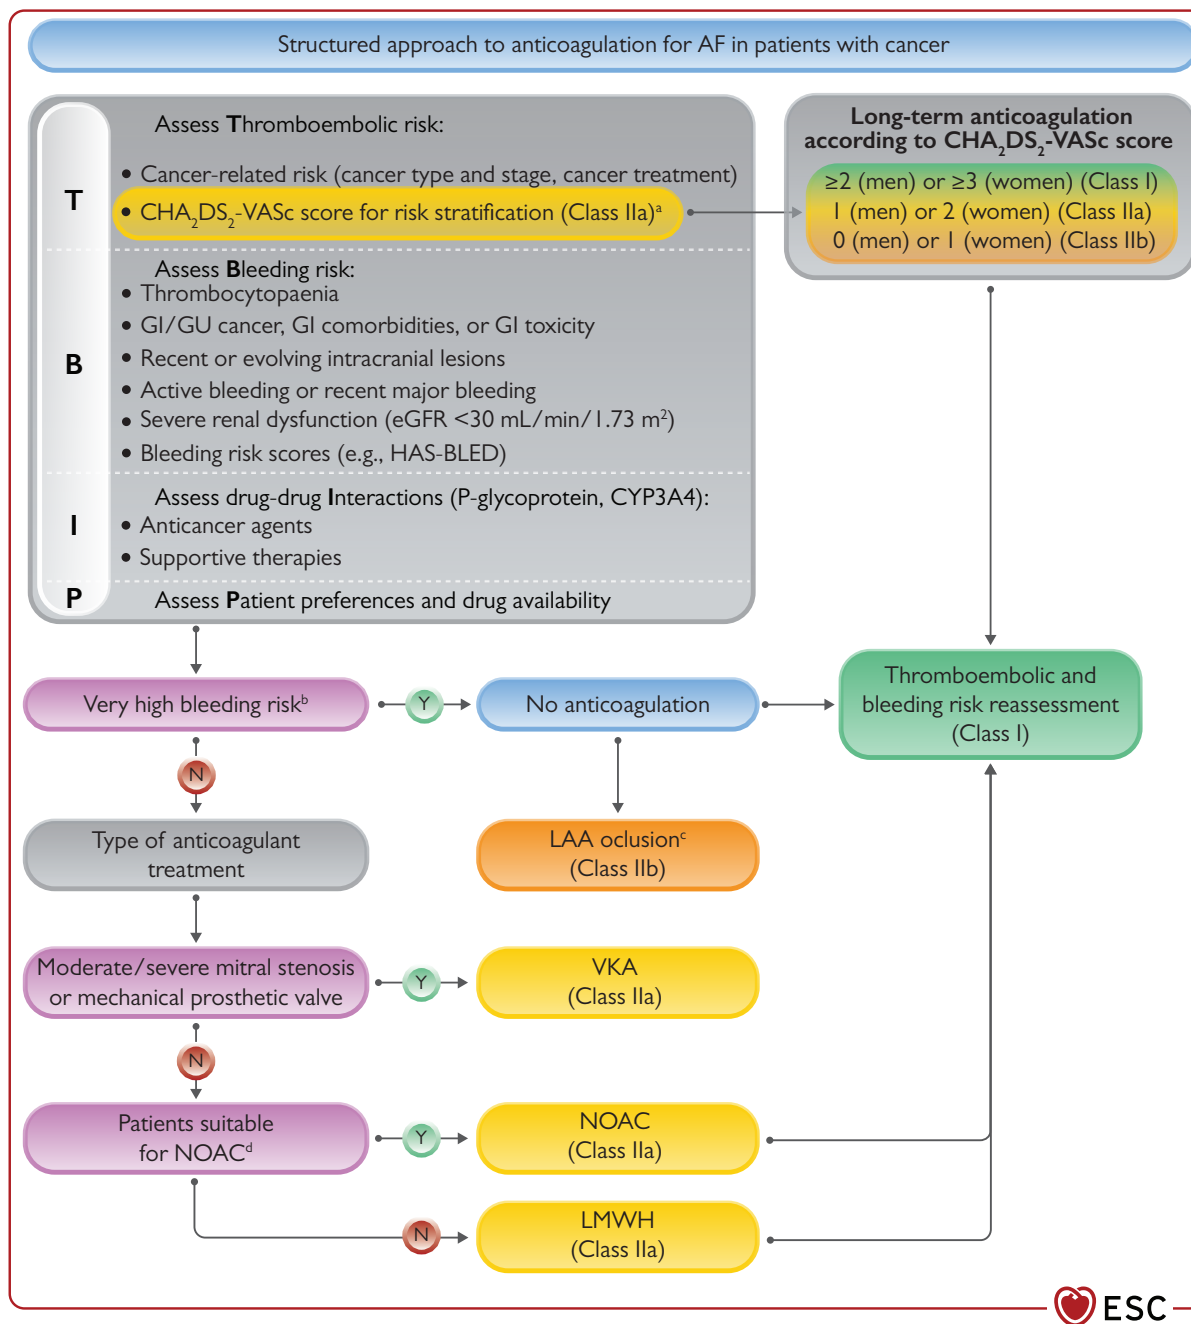 Structured approach to anticoagulation for AF in patients with cancer
T
Assess Thromboembolic risk:
• Cancer-related risk (cancer type and stage, cancer treatment)
• CHA₂DS₂-VASc score for risk stratification (Class IIa)ᵃ
Long-term anticoagulation
according to CHA₂DS₂-VASc score
≥2 (men) or ≥3 (women) (Class I)
1 (men) or 2 (women) (Class IIa)
0 (men) or 1 (women) (Class IIb)
B
Assess Bleeding risk:
• Thrombocytopaenia
• GI/GU cancer, GI comorbidities, or GI toxicity
• Recent or evolving intracranial lesions
• Active bleeding or recent major bleeding
• Severe renal dysfunction (eGFR <30 mL/min/1.73 m²)
• Bleeding risk scores (e.g., HAS-BLED)
I
Assess drug-drug Interactions (P-glycoprotein, CYP3A4):
• Anticancer agents
• Supportive therapies
P
Assess Patient preferences and drug availability
Very high bleeding riskᵇ
Y
No anticoagulation
Thromboembolic and
bleeding risk reassessment
(Class I)
N
Type of anticoagulant
treatment
LAA oclusionᶜ
(Class IIb)
Moderate/severe mitral stenosis
or mechanical prosthetic valve
Y
VKA
(Class IIa)
N
Patients suitable
for NOACᵈ
Y
NOAC
(Class IIa)
N
LMWH
(Class IIa)
ESC